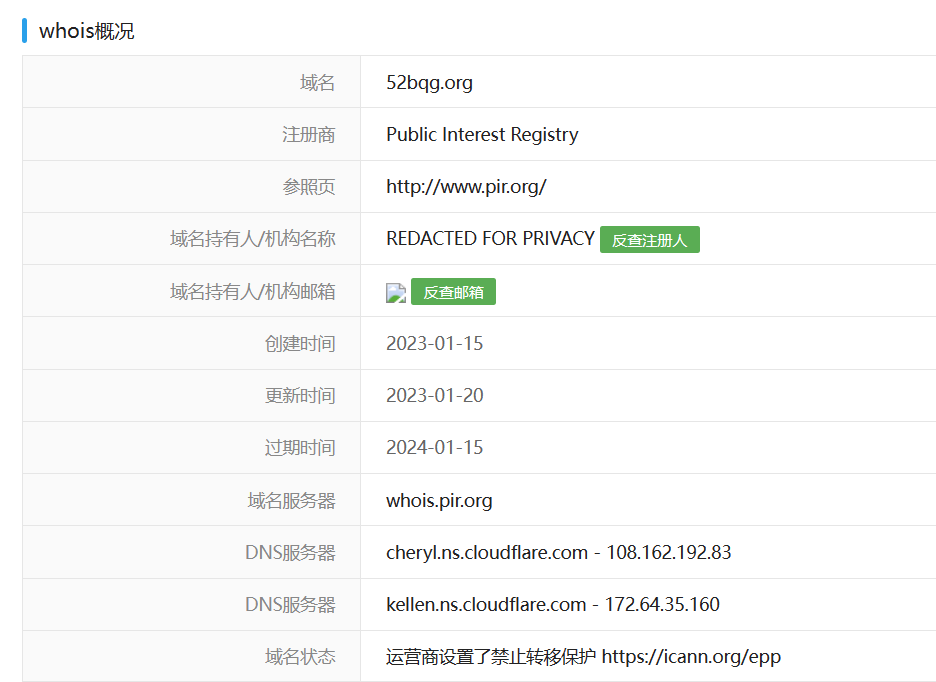 whois概况
域名 52bqg.org
注册商 Public Interest Registry
参照页 http://www.pir.org/
域名持有人/机构名称 REDACTED FOR PRIVACY 反查注册人
域名持有人/机构邮箱 反查邮箱
创建时间 2023-01-15
更新时间 2023-01-20
过期时间 2024-01-15
域名服务器 whois.pir.org
DNS服务器 cheryl.ns.cloudflare.com - 108.162.192.83
DNS服务器 kellen.ns.cloudflare.com - 172.64.35.160
域名状态 运营商设置了禁止转移保护 https://icann.org/epp